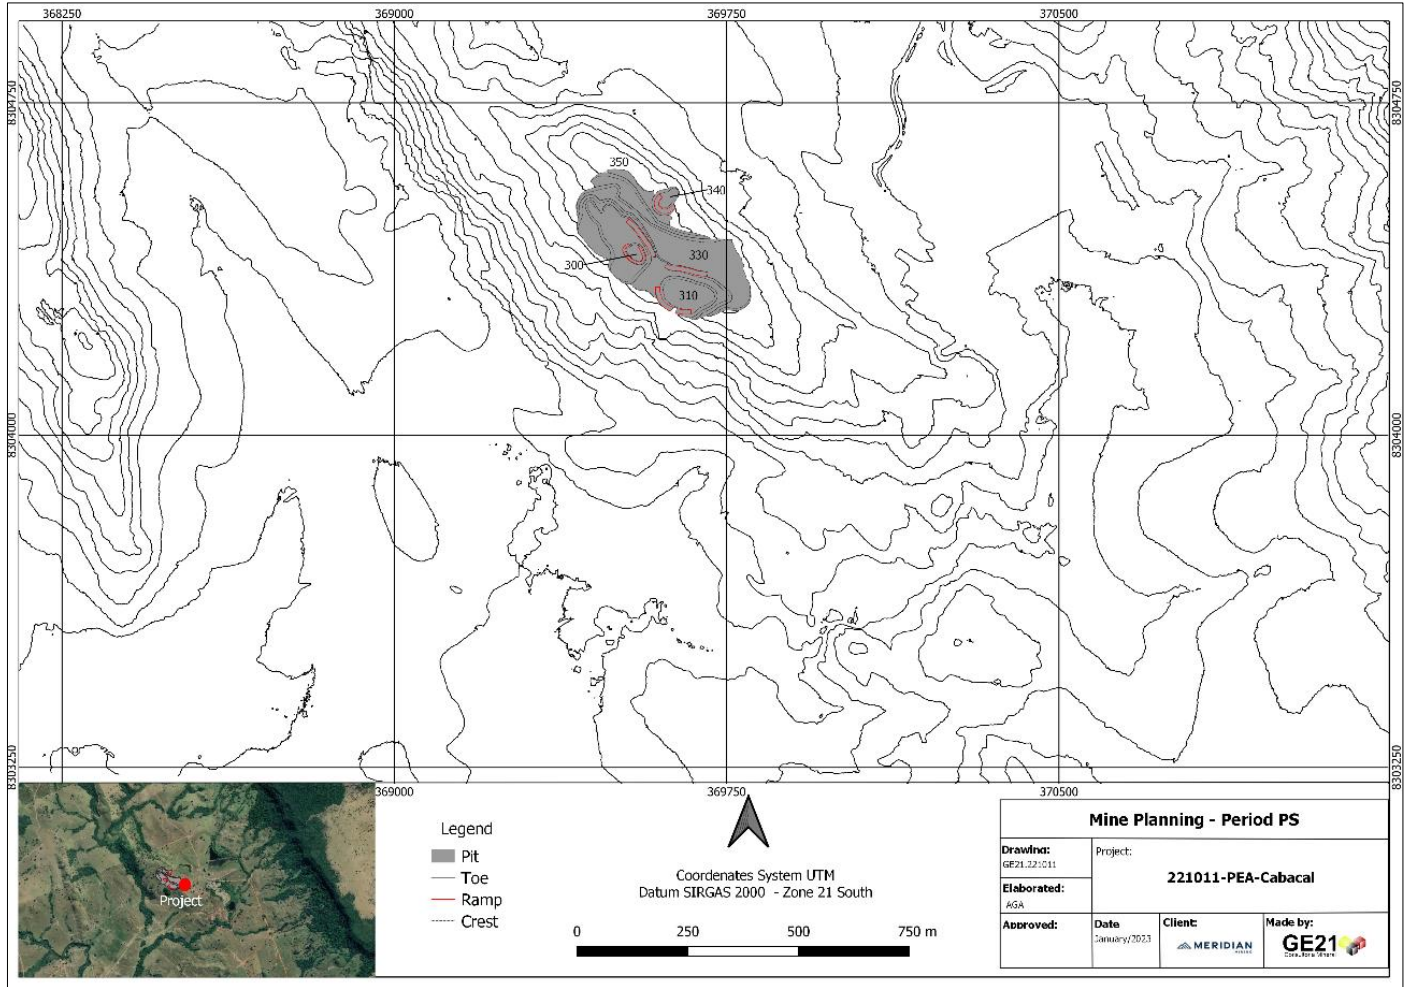 368250 369000 369750 370500
8304750 8304750
350
340
330
300
310
8304000 8304000
8303250 8303250
369000 369750 370500
Project
Legend
Pit
Toe
Ramp
Crest
Coordenates System UTM
Datum SIRGAS 2000 - Zone 21 South
0 250 500 750 m
Mine Planning - Period PS
Drawing:
GE21.221011
Project:
221011-PEA-Cabacal
Elaborated:
AGA
Approved:
Date
January/2023
Client:
MERIDIAN
MINING
Made by:
GE21
Consultoria Mineral